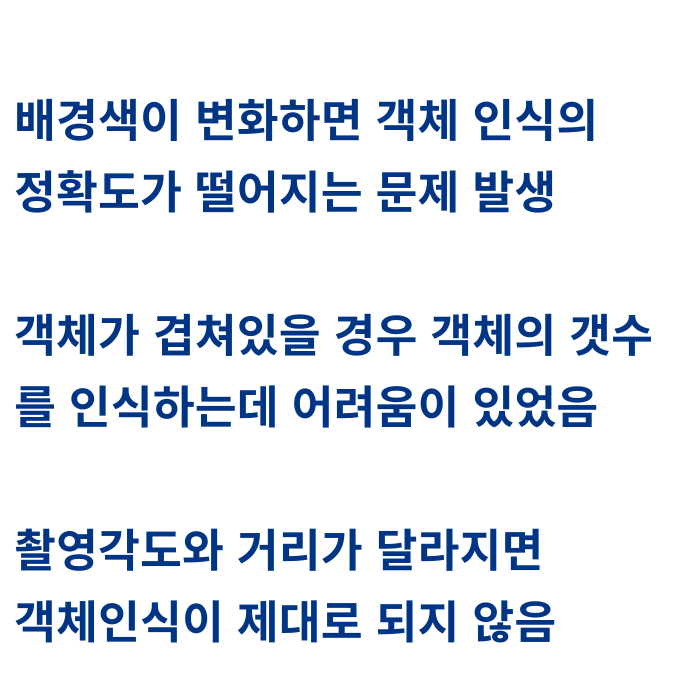 배경색이 변화하면 객체 인식의
정확도가 떨어지는 문제 발생
객체가 겹쳐있을 경우 객체의 갯수
를 인식하는데 어려움이 있었음
촬영각도와 거리가 달라지면
객체인식이 제대로 되지 않음